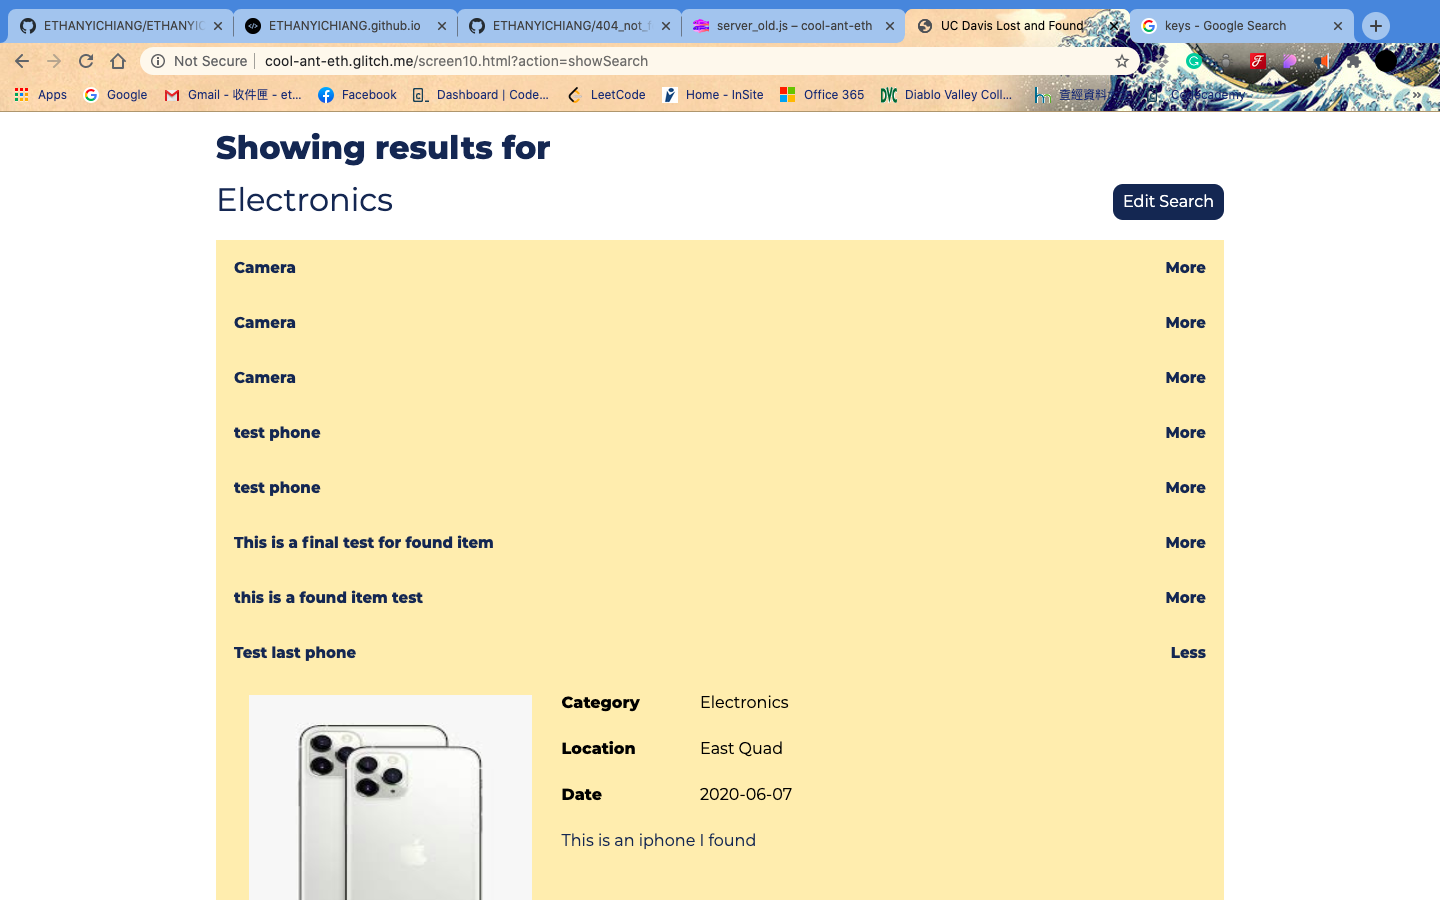 ETHANYICHIANG/ETHANYIC
ETHANYICHIANG.github.io
ETHANYICHIANG/404_not_f
server_old.js – cool-ant-eth
UC Davis Lost and Found
keys - Google Search
Not Secure
cool-ant-eth.glitch.me/screen10.html?action=showSearch
Apps
Google
Gmail - 收件匣 - et...
Facebook
Dashboard | Code...
LeetCode
Home - InSite
Office 365
Diablo Valley Coll...
Codecademy
Showing results for
Electronics
Edit Search
Camera More
Camera More
Camera More
test phone More
test phone More
This is a final test for found item More
this is a found item test More
Test last phone Less
Category Electronics
Location East Quad
Date 2020-06-07
This is an iphone I found